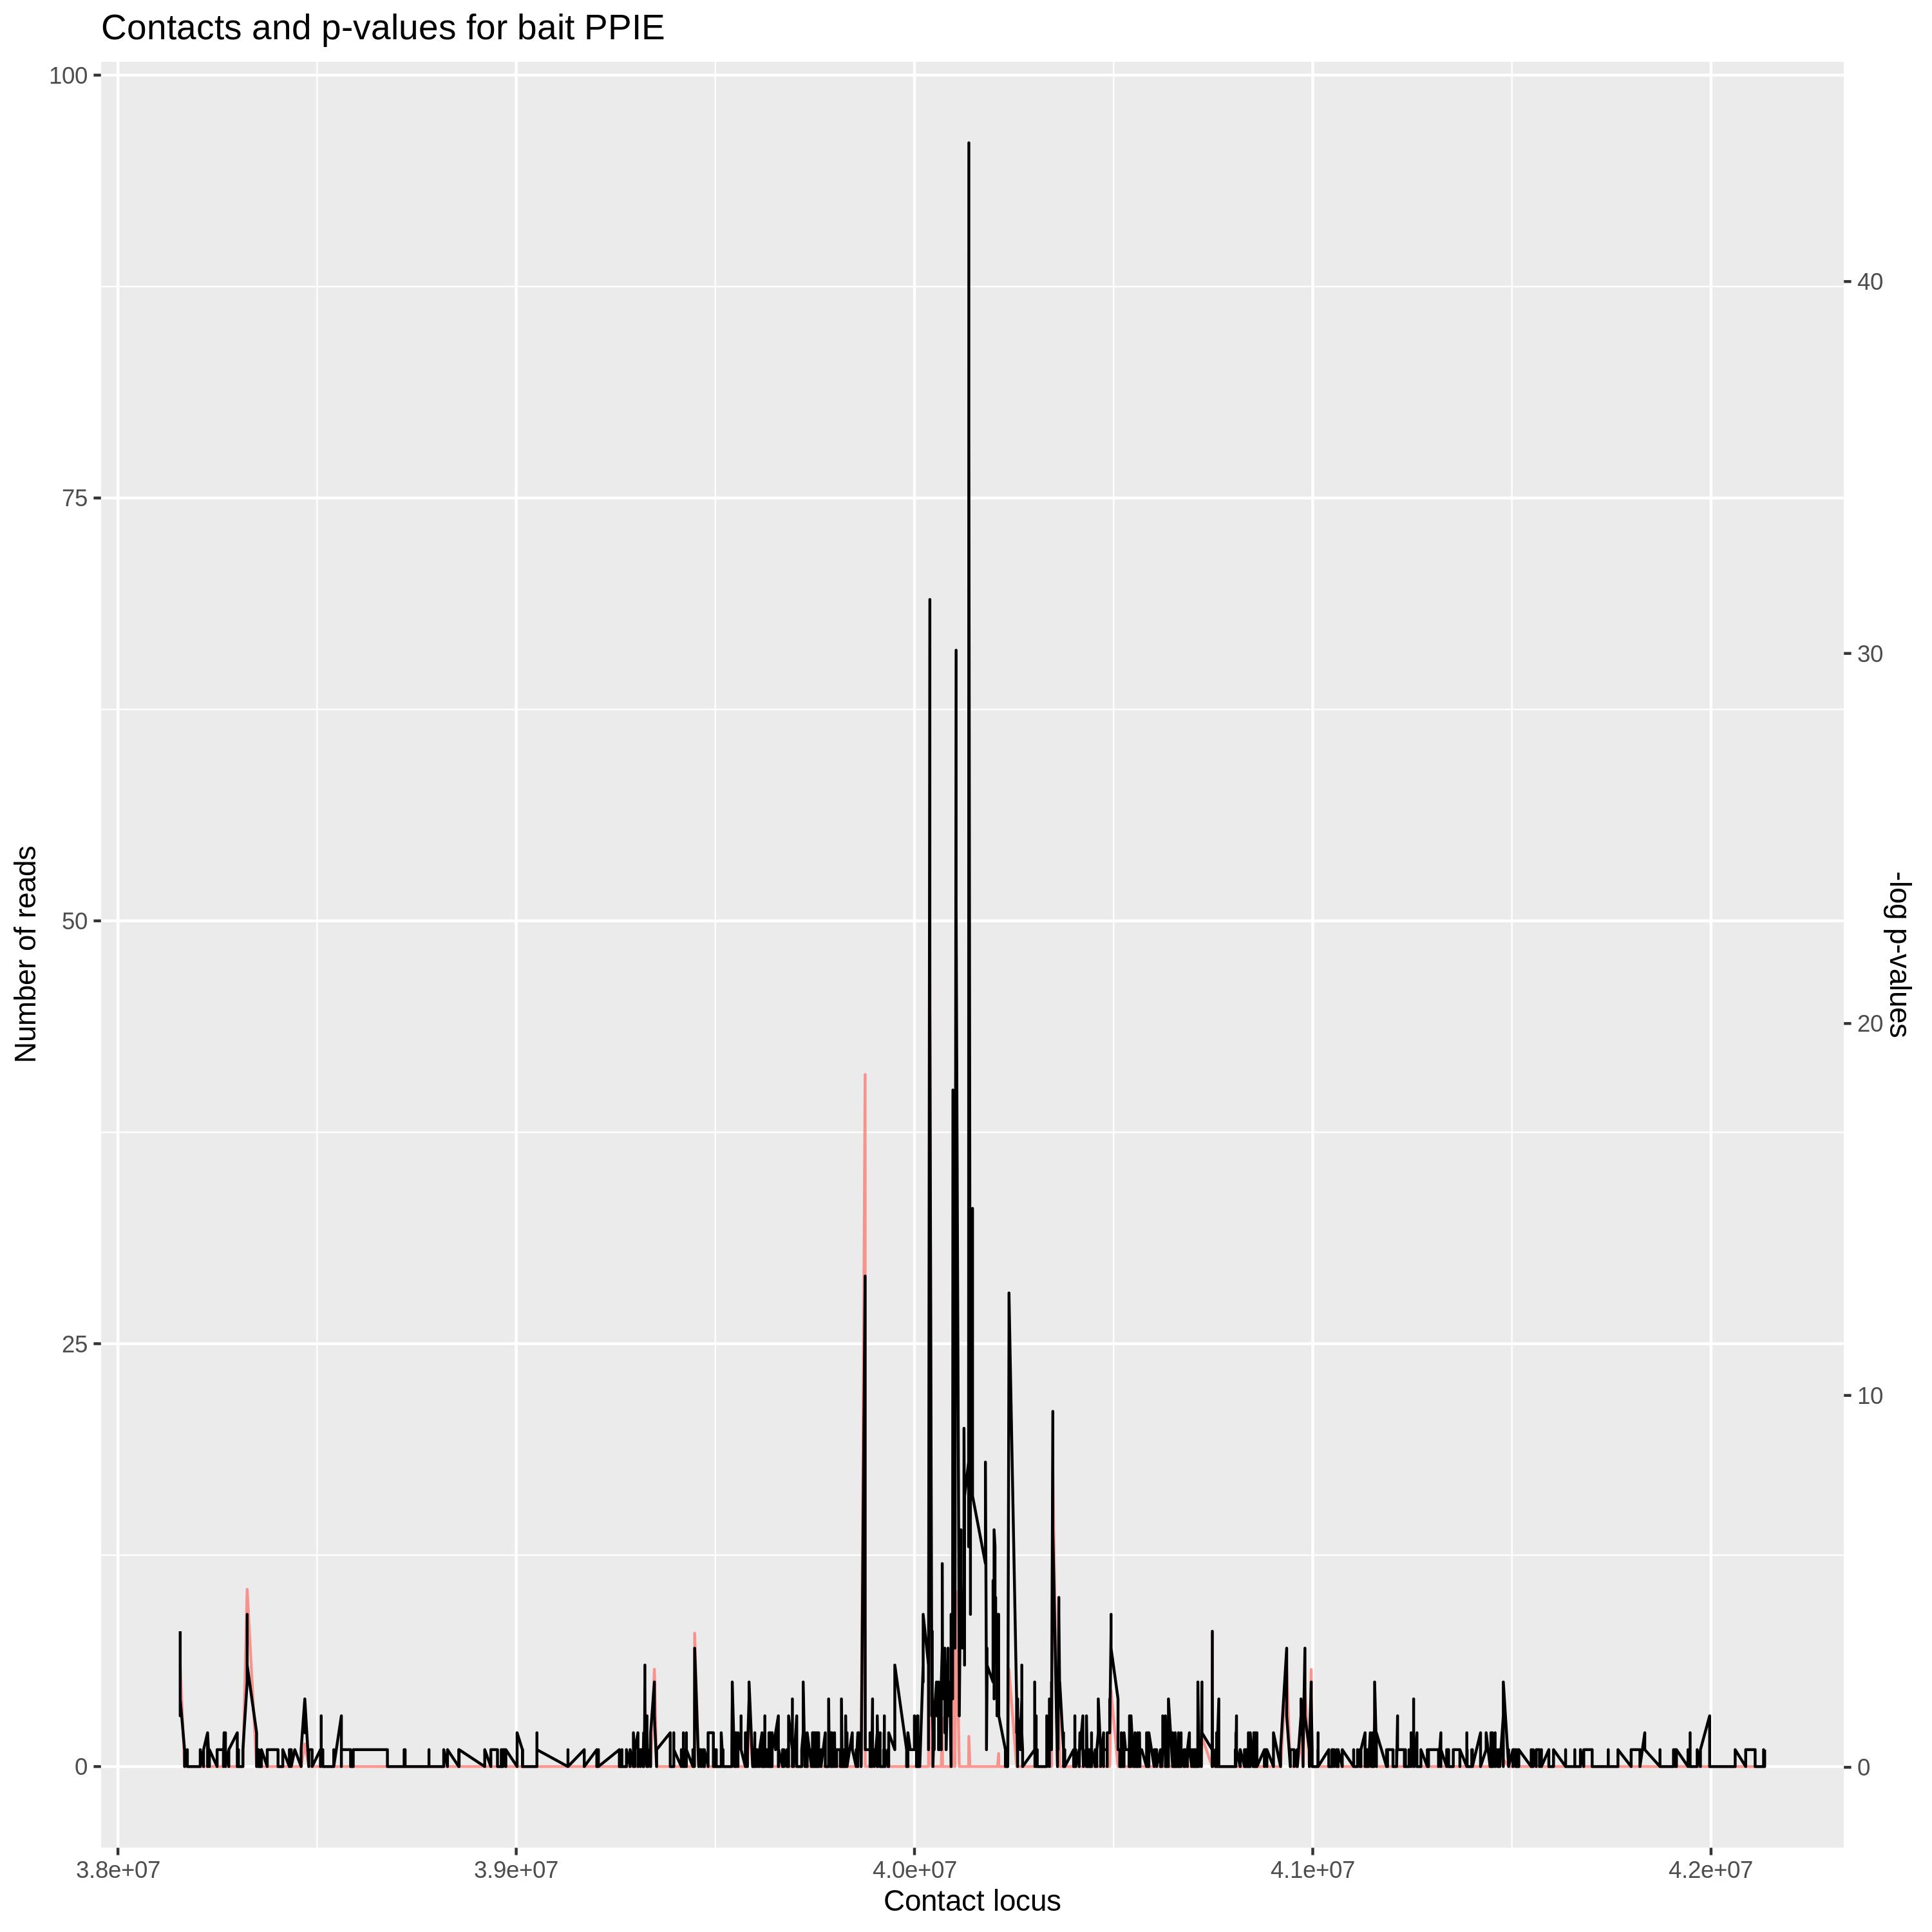 Contacts and p-values for bait PPIE
100
75
50
25
0
Number of reads
40
30
20
10
0
-log p-values
3.8e+07
3.9e+07
4.0e+07
4.1e+07
4.2e+07
Contact locus